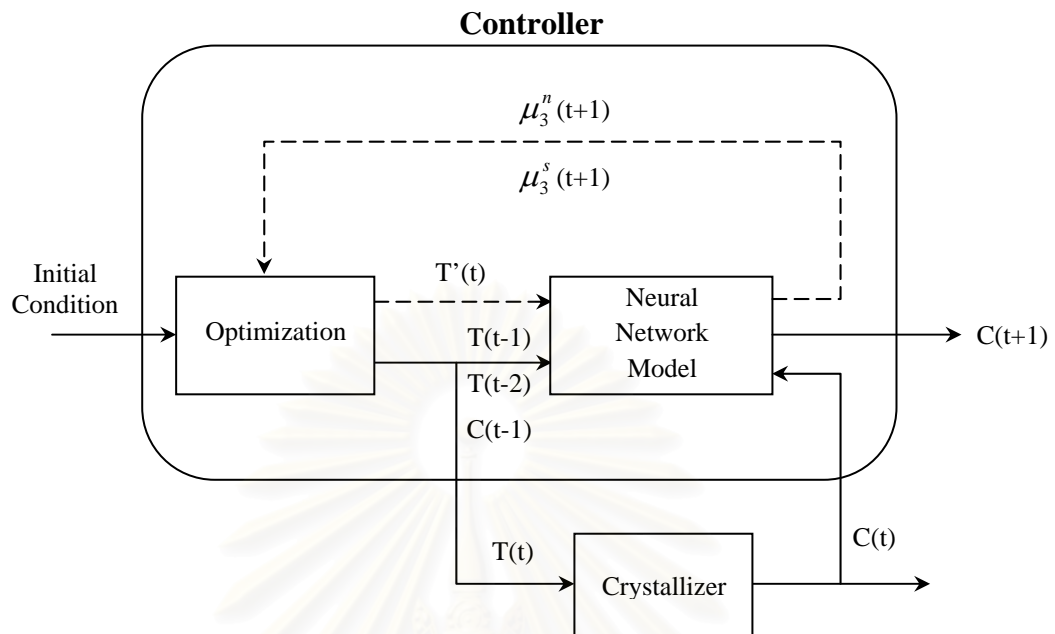 Controller
μ₃ⁿ (t+1)
μ₃ˢ (t+1)
Initial
Condition
Optimization
T’(t)
T(t-1)
T(t-2)
C(t-1)
Neural
Network
Model
C(t+1)
T(t)
Crystallizer
C(t)